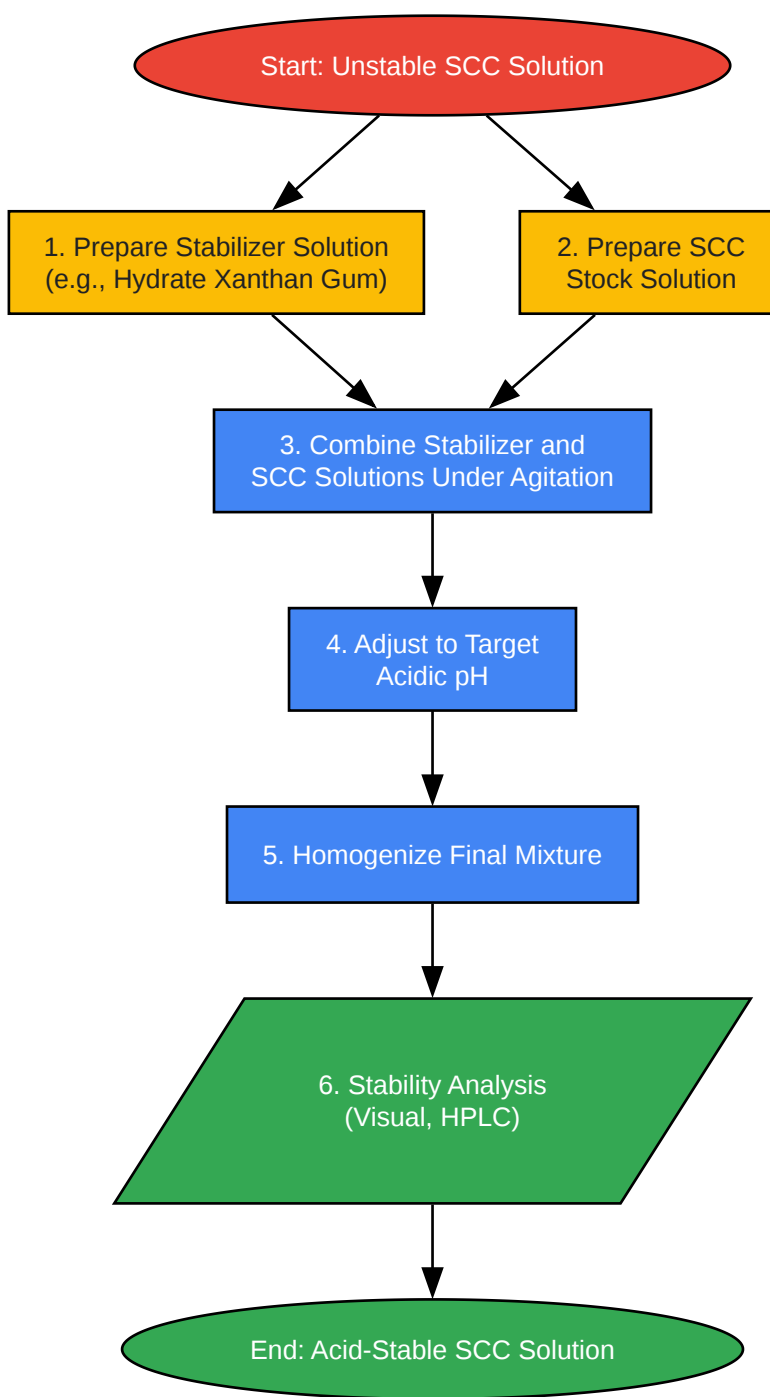 Start: Unstable SCC Solution
1. Prepare Stabilizer Solution
(e.g., Hydrate Xanthan Gum)
2. Prepare SCC
Stock Solution
3. Combine Stabilizer and
SCC Solutions Under Agitation
4. Adjust to Target
Acidic pH
5. Homogenize Final Mixture
6. Stability Analysis
(Visual, HPLC)
End: Acid-Stable SCC Solution